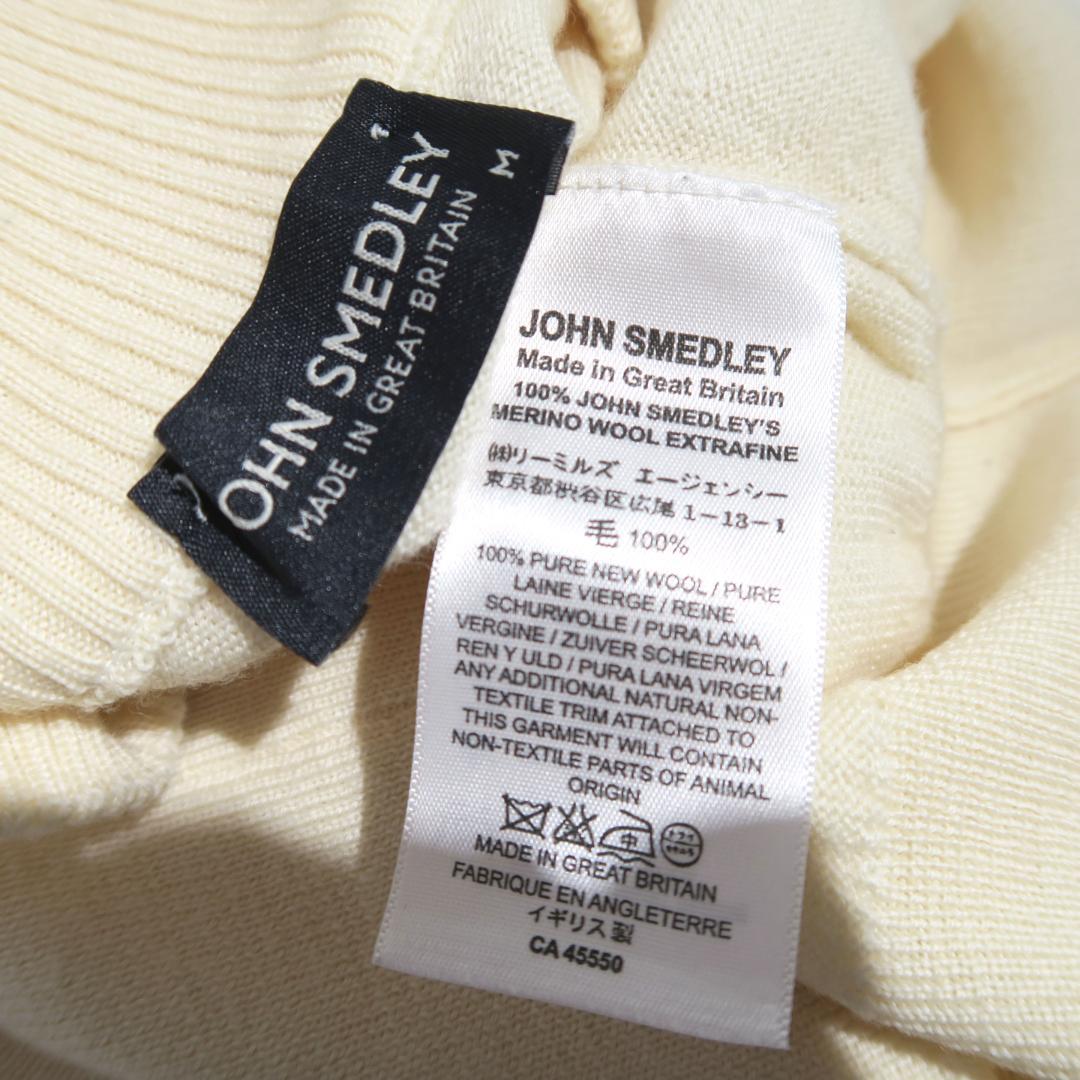 JOHN SMEDLEY
MADE IN GREAT BRITAIN
M
JOHN SMEDLEY
Made in Great Britain
100% JOHN SMEDLEY'S
MERINO WOOL EXTRAFINE
㈱リーミルズ エージェンシー
東京都渋谷区広尾1-13-1
毛 100%
100% PURE NEW WOOL / PURE
LAINE VIERGE / REINE
SCHURWOLLE / PURA LANA
VERGINE / ZUIVER SCHEERWOL /
REN Y ULD / PURA LANA VIRGEM
ANY ADDITIONAL NATURAL NON-
TEXTILE TRIM ATTACHED TO
THIS GARMENT WILL CONTAIN
NON-TEXTILE PARTS OF ANIMAL
ORIGIN
中
MADE IN GREAT BRITAIN
FABRIQUE EN ANGLETERRE
イギリス製
CA 45550